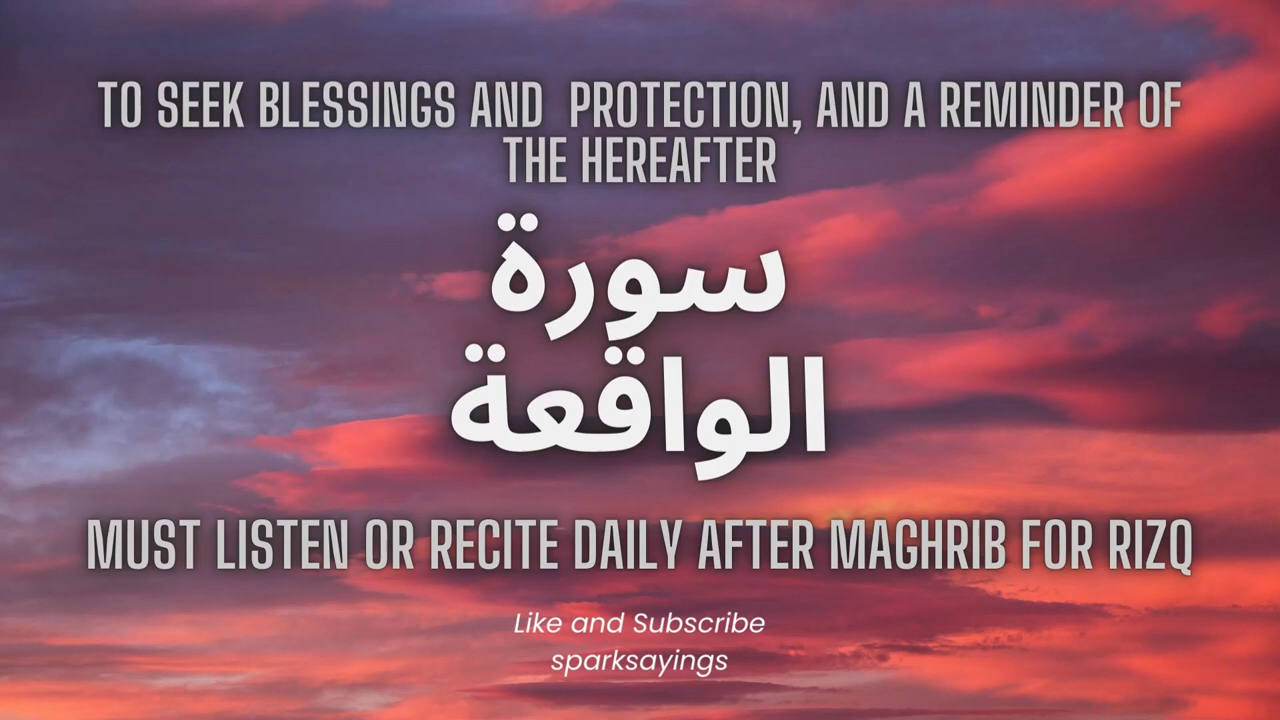 TO SEEK BLESSINGS AND  PROTECTION, AND A REMINDER OF
THE HEREAFTER
سورة
الواقعة
MUST LISTEN OR RECITE DAILY AFTER MAGHRIB FOR RIZQ
Like and Subscribe
sparksayings